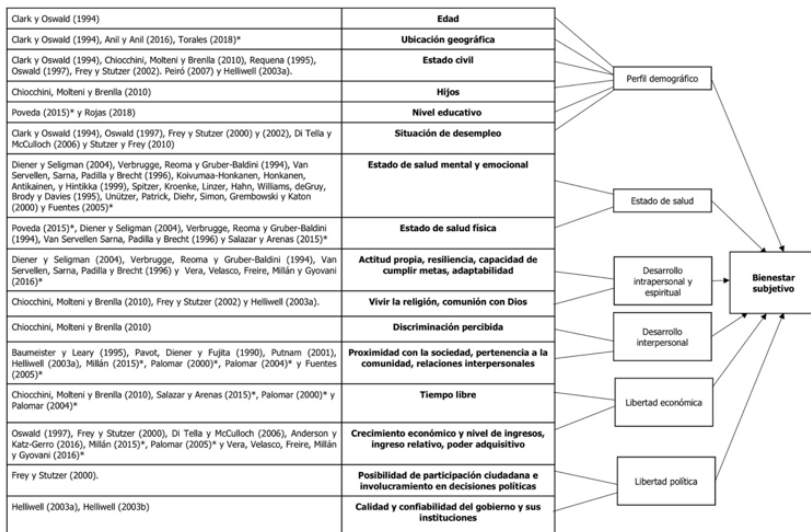 Clark y Oswald (1994)
Edad
Clark y Oswald (1994), Anil y Anil (2016), Torales (2018)*
Ubicación geográfica
Clark y Oswald (1994), Chiocchini, Molteni y Brenlla (2010), Requena (1995),
Oswald (1997), Frey y Stutzer (2002). Peiró (2007) y Helliwell (2003a).
Estado civil
Chiocchini, Molteni y Brenlla (2010)
Hijos
Poveda (2015)* y Rojas (2018)
Nivel educativo
Clark y Oswald (1994), Oswald (1997), Frey y Stutzer (2000) y (2002), Di Tella y
McCulloch (2006) y Stutzer y Frey (2010)
Situación de desempleo
Diener y Seligman (2004), Verbrugge, Reoma y Gruber-Baldini (1994), Van
Servellen, Sarna, Padilla y Brecht (1996), Koivumaa-Honkanen, Honkanen,
Antikainen, y Hintikka (1999), Spitzer, Kroenke, Linzer, Hahn, Williams, deGruy,
Brody y Davies (1995), Unützer, Patrick, Diehr, Simon, Grembowski y Katon
(2000) y Fuentes (2005)*
Estado de salud mental y emocional
Poveda (2015)*, Diener y Seligman (2004), Verbrugge, Reoma y Gruber-Baldini
(1994), Van Servellen Sarna, Padilla y Brecht (1996) y Salazar y Arenas (2015)*
Estado de salud física
Diener y Seligman (2004), Verbrugge, Reoma y Gruber-Baldini (1994), Van
Servellen, Sarna, Padilla y Brecht (1996) y Vera, Velasco, Freire, Millán y Gyovani
(2016)*
Actitud propia, resiliencia, capacidad de
cumplir metas, adaptabilidad
Chiocchini, Molteni y Brenlla (2010), Frey y Stutzer (2002) y Helliwell (2003a).
Vivir la religión, comunión con Dios
Chiocchini, Molteni y Brenlla (2010)
Discriminación percibida
Baumeister y Leary (1995), Pavot, Diener y Fujita (1990), Putnam (2001),
Helliwell (2003a), Millán (2015)*, Palomar (2000)*, Palomar (2004)* y Fuentes
(2005)*
Proximidad con la sociedad, pertenencia a la
comunidad, relaciones interpersonales
Chiocchini, Molteni y Brenlla (2010), Salazar y Arenas (2015)*, Palomar (2000)* y
Palomar (2004)*
Tiempo libre
Oswald (1997), Frey y Stutzer (2000), Di Tella y McCulloch (2006), Anderson y
Katz-Gerro (2016), Millán (2015)*, Palomar (2005)* y Vera, Velasco, Freire, Millán
y Gyovani (2016)*
Crecimiento económico y nivel de ingresos,
ingreso relativo, poder adquisitivo
Frey y Stutzer (2000).
Posibilidad de participación ciudadana e
involucramiento en decisiones políticas
Helliwell (2003a), Helliwell (2003b)
Calidad y confiabilidad del gobierno y sus
instituciones
Perfil demográfico
Estado de salud
Desarrollo
intrapersonal y
espiritual
Desarrollo
interpersonal
Libertad económica
Libertad política
Bienestar
subjetivo